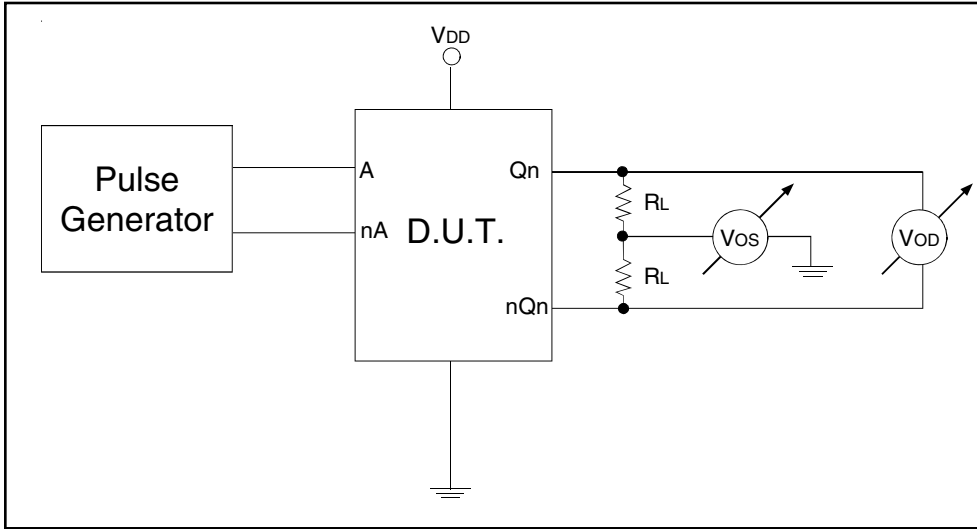 VDD
Pulse
Generator
A
nA
D.U.T.
Qn
nQn
RL
RL
VOS
VOD